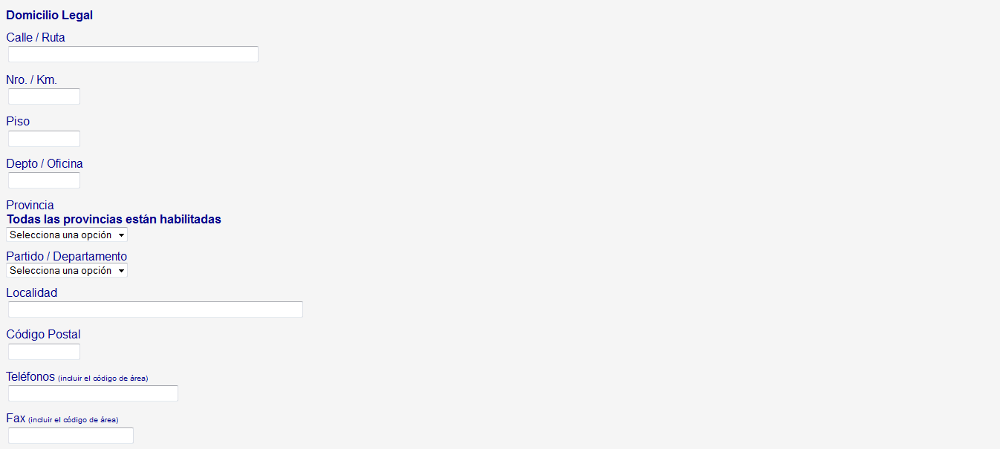 Domicilio Legal
Calle / Ruta
Nro. / Km.
Piso
Depto / Oficina
Provincia
Todas las provincias están habilitadas
Selecciona una opción
Partido / Departamento
Selecciona una opción
Localidad
Código Postal
Teléfonos (incluir el código de área)
Fax (incluir el código de área)